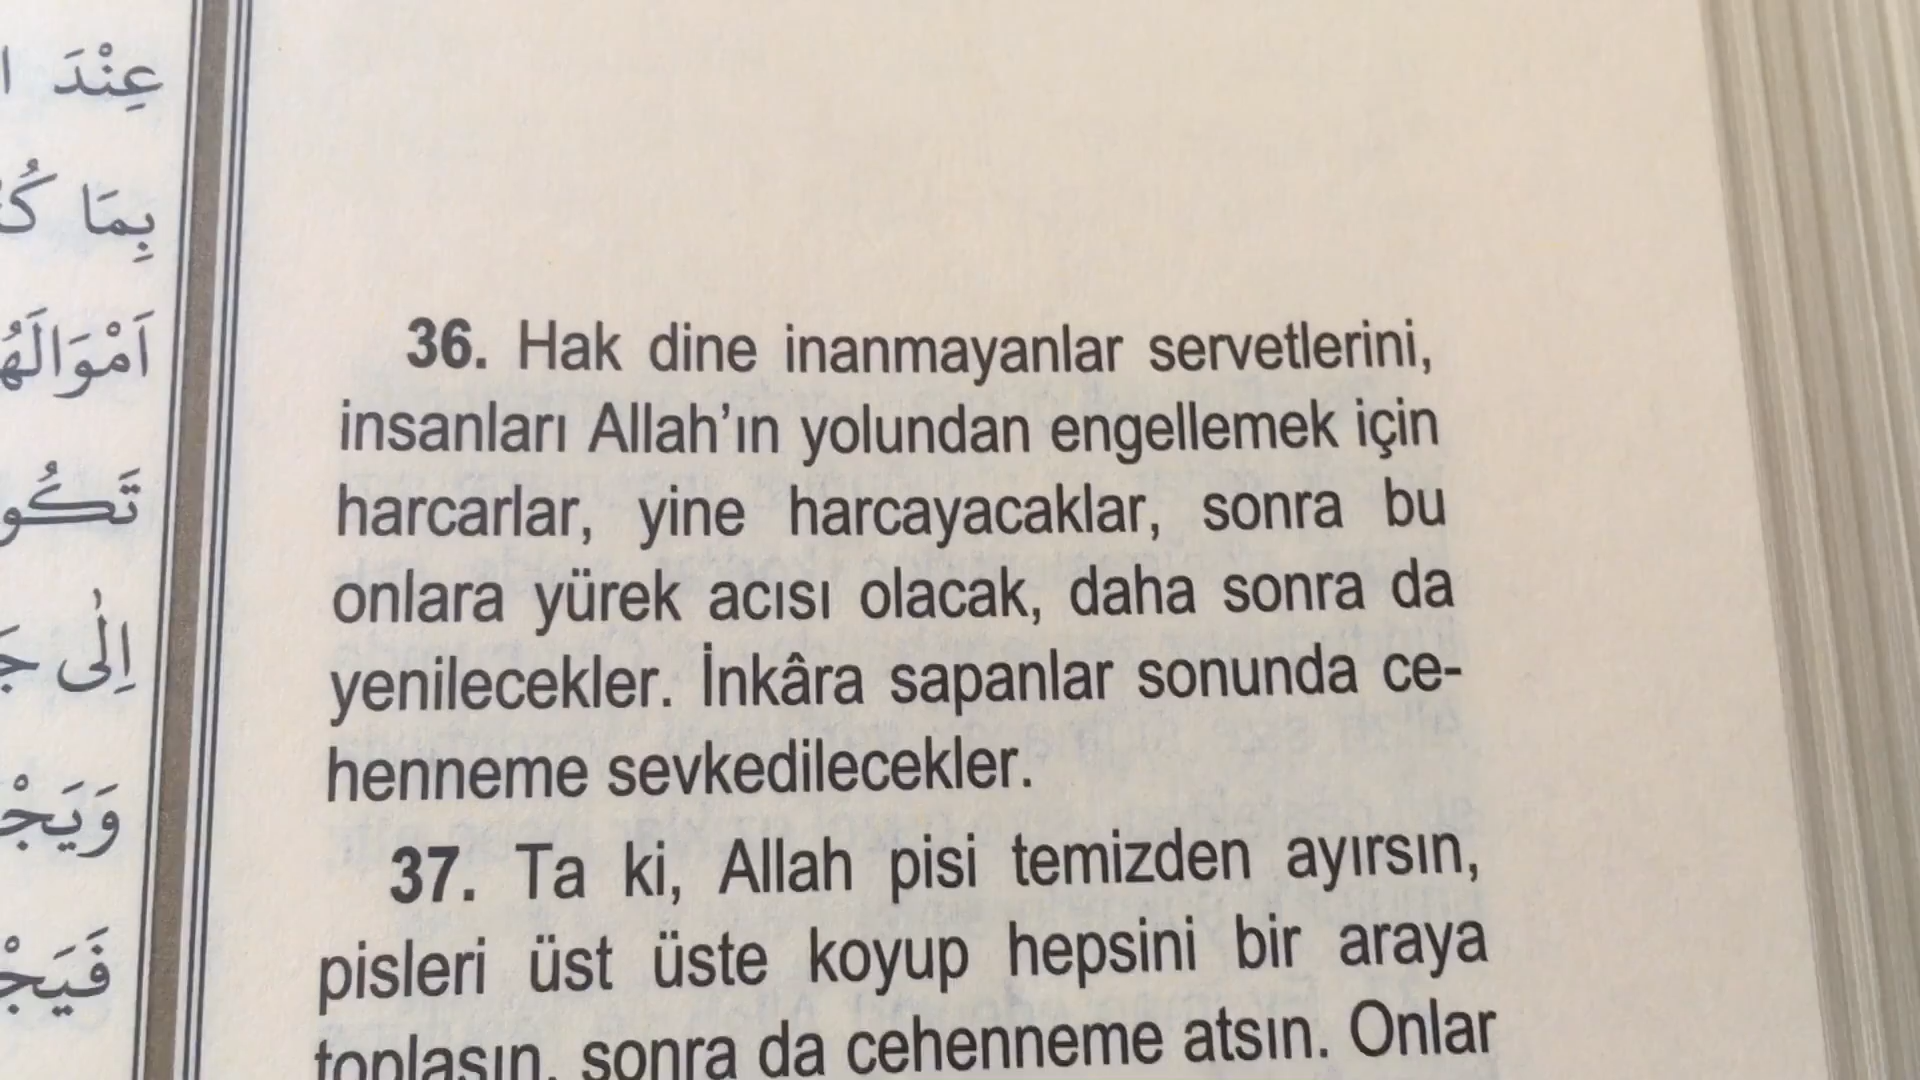 عِنْدَ
بِمَا
تَكُو
اِلٰى
وَيَجْ
فَيَجْ
36. Hak dine inanmayanlar servetlerini,
insanları Allah’ın yolundan engellemek için
harcarlar, yine harcayacaklar, sonra bu
onlara yürek acısı olacak, daha sonra da
yenilecekler. İnkâra sapanlar sonunda ce-
henneme sevkedilecekler.
37. Ta ki, Allah pisi temizden ayırsın,
pisleri üst üste koyup hepsini bir araya
toplasın, sonra da cehenneme atsın. Onlar